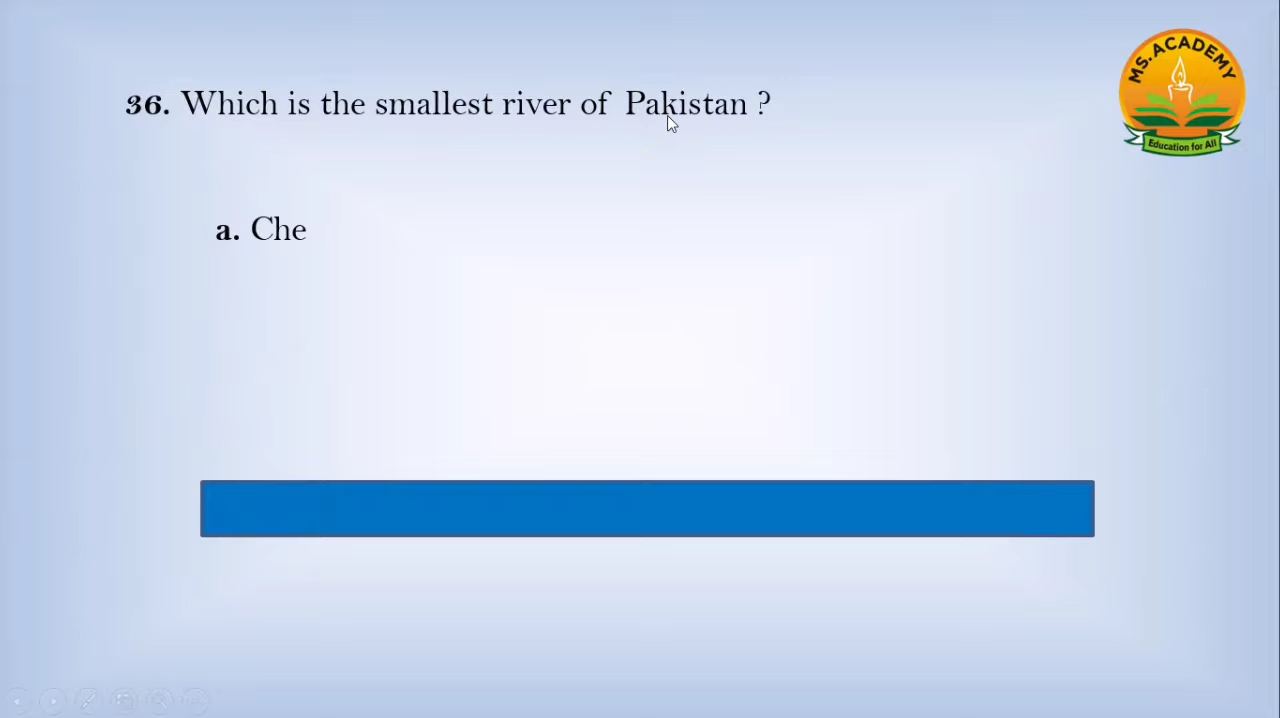 36. Which is the smallest river of Pakistan ?
MS. ACADEMY
Education for All
a. Che